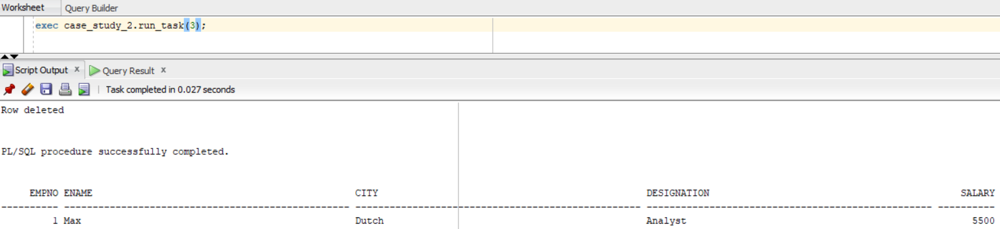 Worksheet Query Builder
exec case_study_2.run_task(3);
Script Output x Query Result x
Task completed in 0.027 seconds
Row deleted
PL/SQL procedure successfully completed.
EMPNO ENAME CITY DESIGNATION SALARY
---------- -------------------------------------------------- -------------------------------------------------- -------------------------------------------------- ----------
1 Max Dutch Analyst 5500